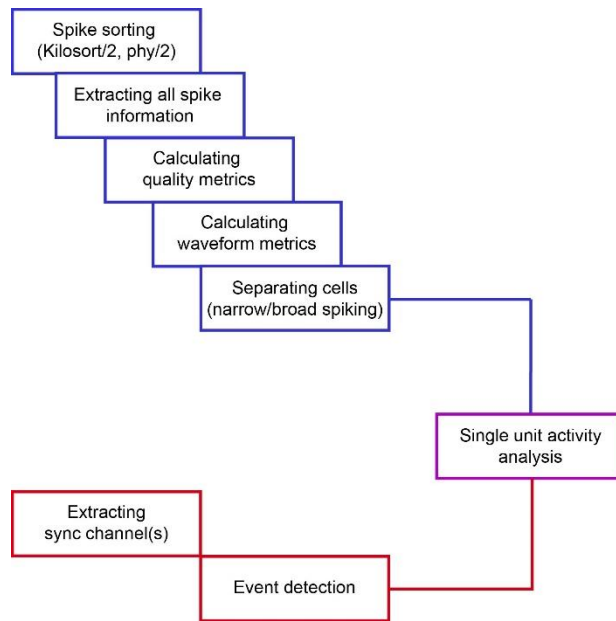 Spike sorting
(Kilosort/2, phy/2)
Extracting all spike
information
Calculating
quality metrics
Calculating
waveform metrics
Separating cells
(narrow/broad spiking)
Single unit activity
analysis
Extracting
sync channel(s)
Event detection